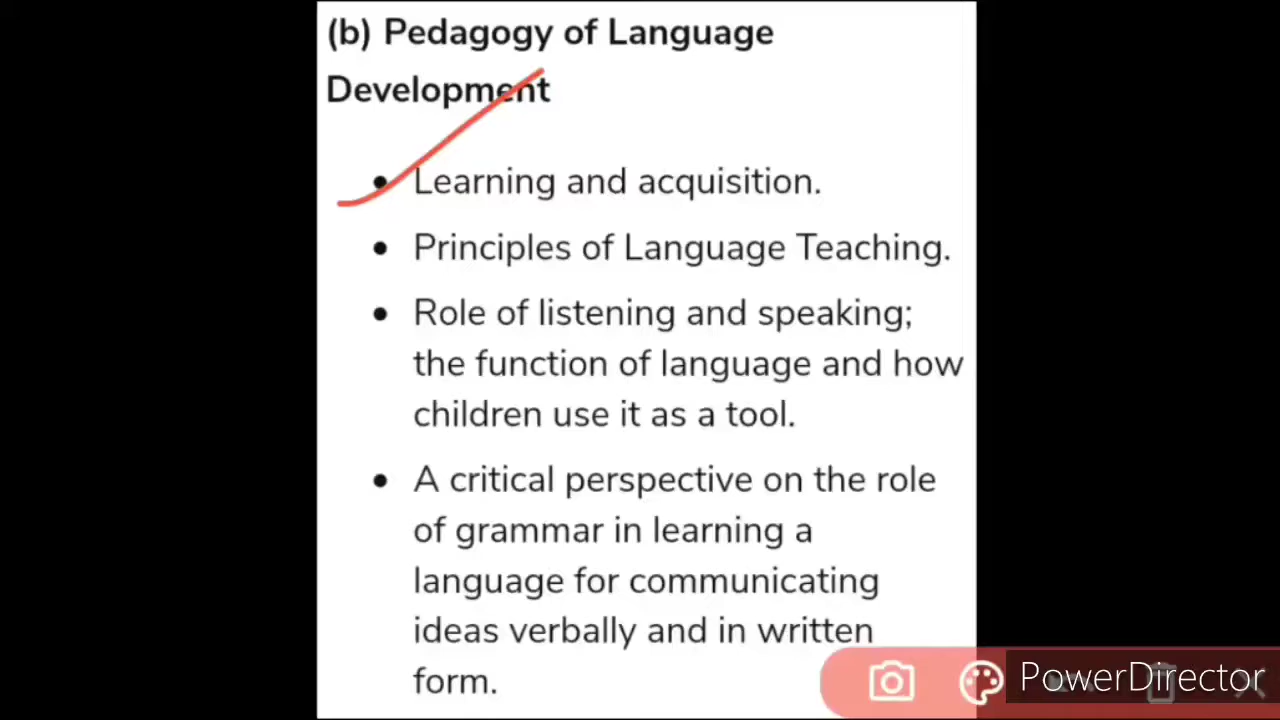 (b) Pedagogy of Language
Development
• Learning and acquisition.
• Principles of Language Teaching.
• Role of listening and speaking;
the function of language and how
children use it as a tool.
• A critical perspective on the role
of grammar in learning a
language for communicating
ideas verbally and in written
form.
PowerDirector